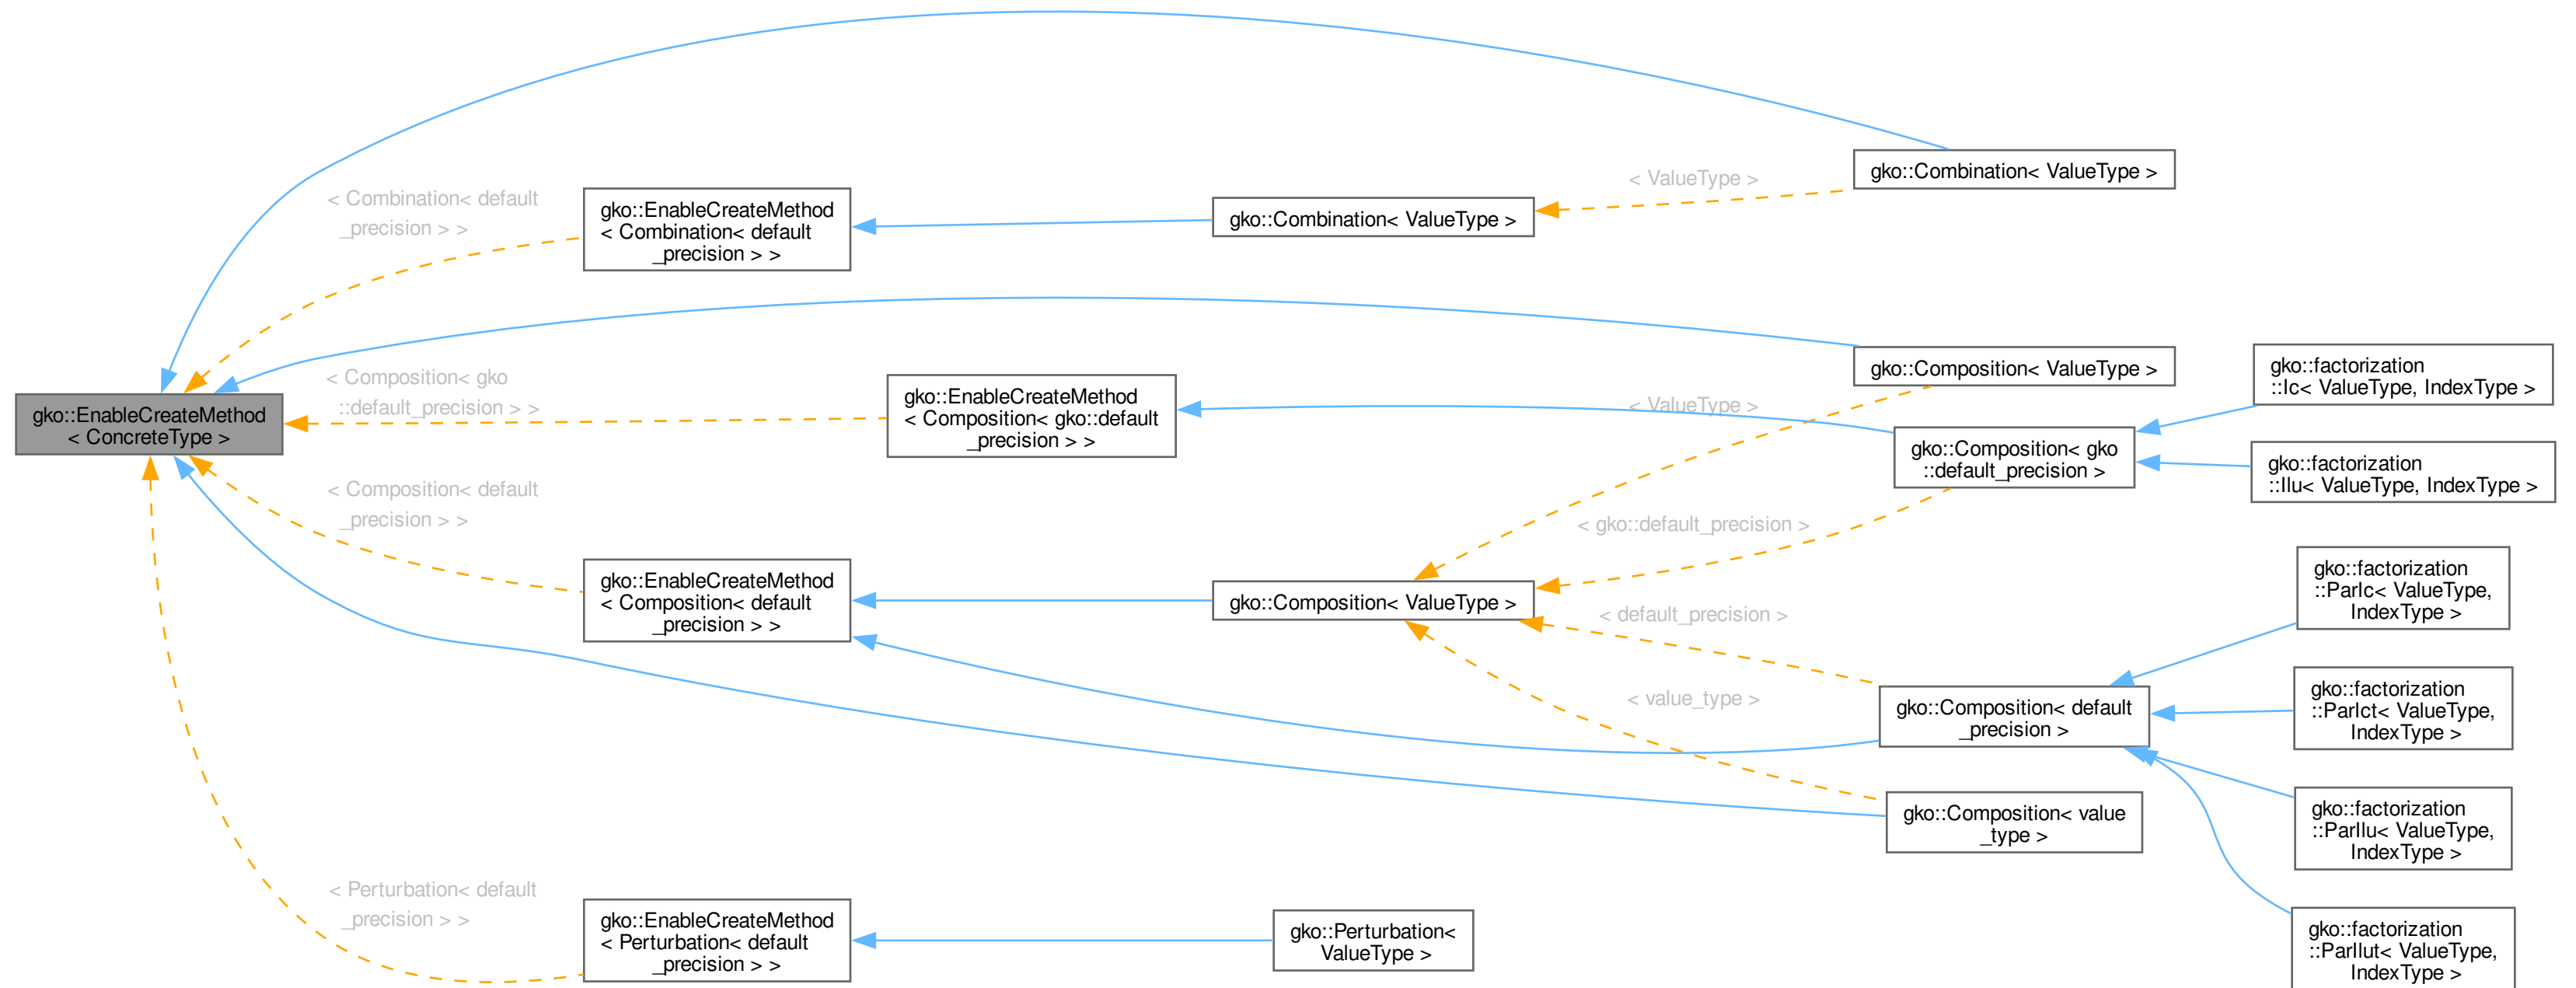 gko::EnableCreateMethod
< ConcreteType >
< Combination< default
_precision > >
gko::EnableCreateMethod
< Combination< default
_precision > >
gko::Combination< ValueType >
< ValueType >
gko::Combination< ValueType >
< Composition< gko
::default_precision > >
gko::EnableCreateMethod
< Composition< gko::default
_precision > >
gko::Composition< ValueType >
< ValueType >
gko::Composition< gko
::default_precision >
gko::factorization
::Ic< ValueType, IndexType >
gko::factorization
::Ilu< ValueType, IndexType >
< Composition< default
_precision > >
gko::EnableCreateMethod
< Composition< default
_precision > >
gko::Composition< ValueType >
< gko::default_precision >
< default_precision >
< value_type >
gko::Composition< default
_precision >
gko::Composition< value
_type >
gko::factorization
::ParIc< ValueType,
IndexType >
gko::factorization
::ParIct< ValueType,
IndexType >
gko::factorization
::ParIlu< ValueType,
IndexType >
gko::factorization
::ParIlut< ValueType,
IndexType >
< Perturbation< default
_precision > >
gko::EnableCreateMethod
< Perturbation< default
_precision > >
gko::Perturbation<
ValueType >